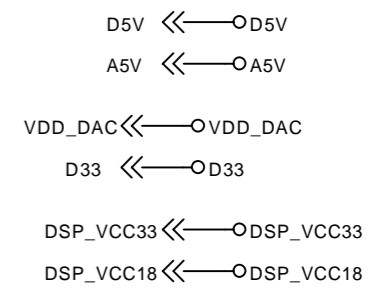 D5V D5V
A5V A5V
VDD_DAC VDD_DAC
D33 D33
DSP_VCC33 DSP_VCC33
DSP_VCC18 DSP_VCC18